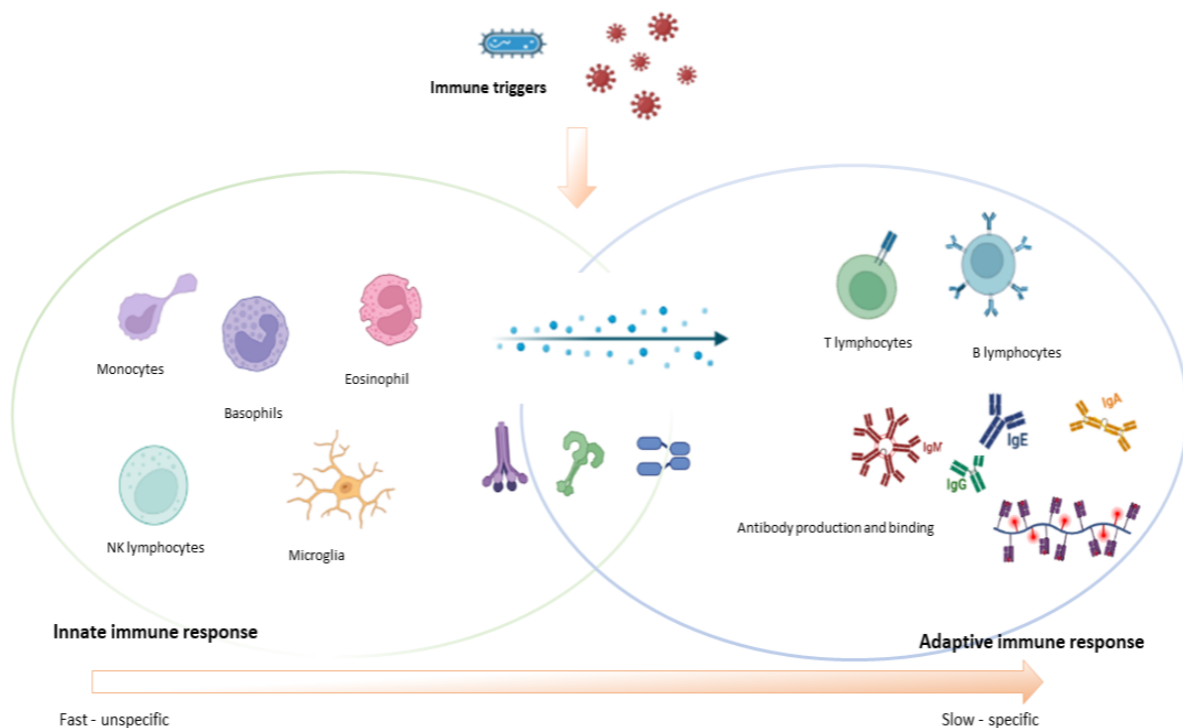 Immune triggers
T lymphocytes
B lymphocytes
Monocytes
Eosinophil
Basophils
IgA
IgM
IgE
IgG
Antibody production and binding
NK lymphocytes
Microglia
Innate immune response
Adaptive immune response
Fast - unspecific
Slow - specific